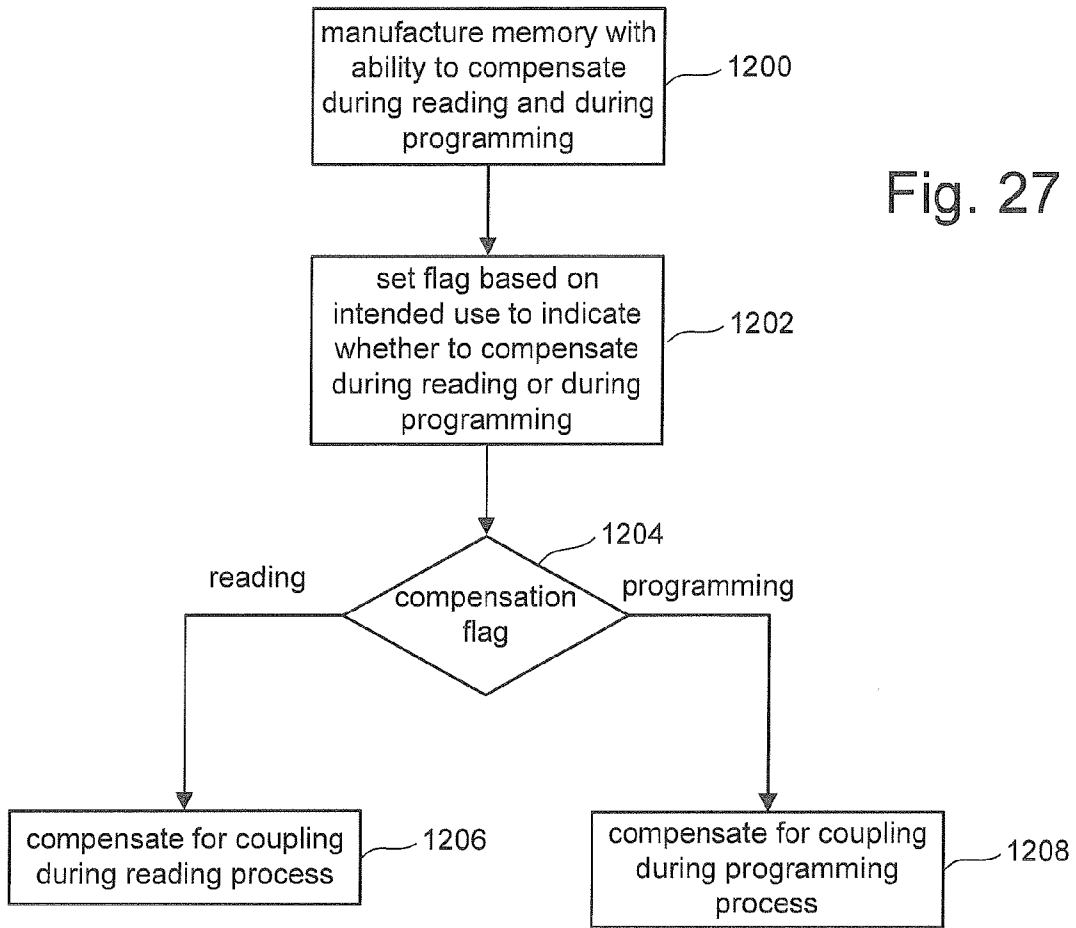 manufacture memory with
ability to compensate
during reading and during
programming
1200
Fig. 27
set flag based on
intended use to indicate
whether to compensate
during reading or during
programming
1202
1204
reading
programming
compensation
flag
compensate for coupling
during reading process
1206
compensate for coupling
during programming
process
1208